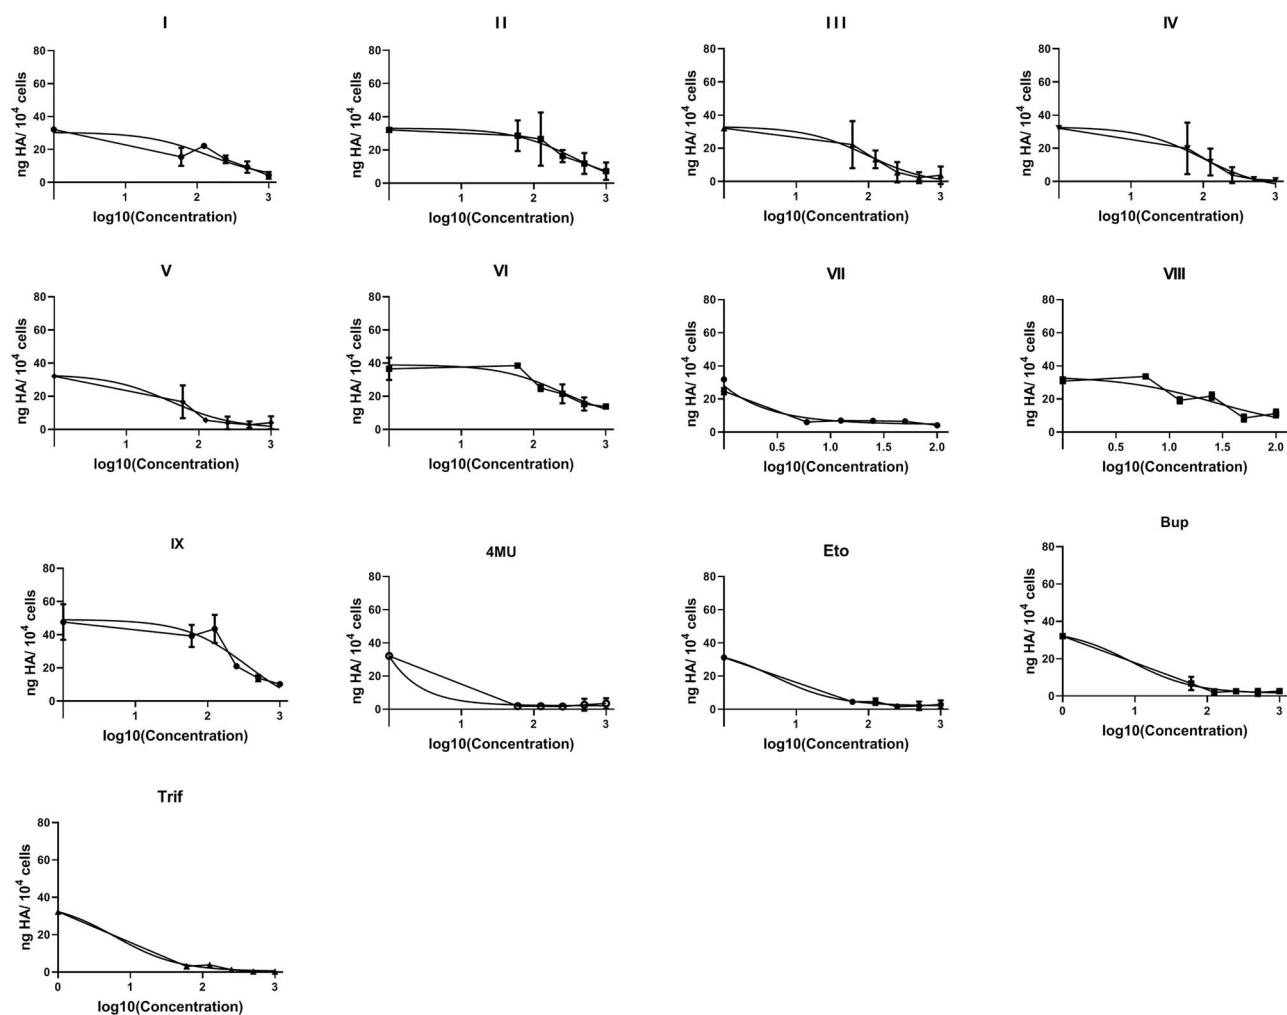 I
80
60
40
20
0
ng HA/ 10⁴ cells
1 2 3
log10(Concentration)
II
80
60
40
20
0
ng HA/ 10⁴ cells
1 2 3
log10(Concentration)
III
80
60
40
20
0
ng HA/ 10⁴ cells
1 2 3
log10(Concentration)
IV
80
60
40
20
0
ng HA/ 10⁴ cells
1 2 3
log10(Concentration)
V
80
60
40
20
0
ng HA/ 10⁴ cells
1 2 3
log10(Concentration)
VI
80
60
40
20
0
ng HA/ 10⁴ cells
1 2 3
log10(Concentration)
VII
80
60
40
20
0
ng HA/ 10⁴ cells
0.5 1.0 1.5 2.0
log10(Concentration)
VIII
80
60
40
20
0
ng HA/ 10⁴ cells
0.5 1.0 1.5 2.0
log10(Concentration)
IX
80
60
40
20
0
ng HA/ 10⁴ cells
1 2 3
log10(Concentration)
4MU
80
60
40
20
0
ng HA/ 10⁴ cells
1 2 3
log10(Concentration)
Eto
80
60
40
20
0
ng HA/ 10⁴ cells
1 2 3
log10(Concentration)
Bup
80
60
40
20
0
ng HA/ 10⁴ cells
0 1 2 3
log10(Concentration)
Trif
80
60
40
20
0
ng HA/ 10⁴ cells
0 1 2 3
log10(Concentration)